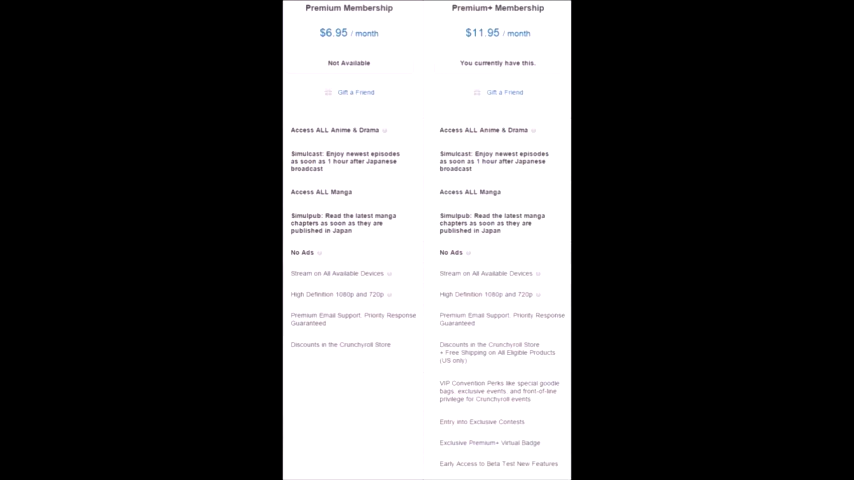 Premium Membership
$6.95 / month
Not Available
Gift a Friend
Access ALL Anime & Drama
Simulcast: Enjoy newest episodes
as soon as 1 hour after Japanese
broadcast
Access ALL Manga
Simulpub: Read the latest manga
chapters as soon as they are
published in Japan
No Ads
Stream on All Available Devices
High Definition 1080p and 720p
Premium Email Support: Priority Response
Guaranteed
Discounts in the Crunchyroll Store
Premium+ Membership
$11.95 / month
You currently have this.
Gift a Friend
Access ALL Anime & Drama
Simulcast: Enjoy newest episodes
as soon as 1 hour after Japanese
broadcast
Access ALL Manga
Simulpub: Read the latest manga
chapters as soon as they are
published in Japan
No Ads
Stream on All Available Devices
High Definition 1080p and 720p
Premium Email Support: Priority Response
Guaranteed
Discounts in the Crunchyroll Store
+ Free Shipping on All Eligible Products
(US only)
VIP Convention Perks like special goodie
bags, exclusive events, and front-of-line
privilege for Crunchyroll events
Entry into Exclusive Contests
Exclusive Premium+ Virtual Badge
Early Access to Beta Test New Features